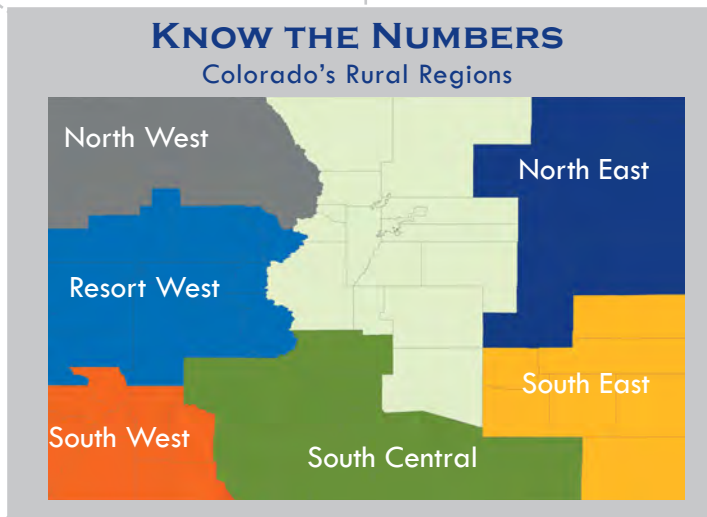 Know the Numbers
Colorado's Rural Regions
North West
North East
Resort West
South East
South West
South Central